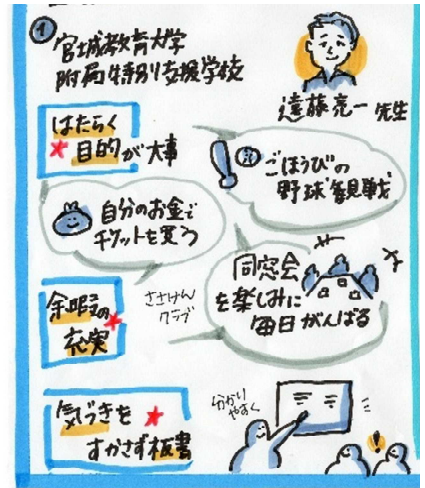 ①
宮城教育大学
附属特別支援学校
遠藤亮一先生
はたらく
目的が大事
ごほうびの
野球観戦
自分のお金で
チケットを買う
同窓会
を楽しみに
毎日がんばる
余暇の
充実
ささけん
クラブ
気づきを
すかさず板書
分かり
やすく